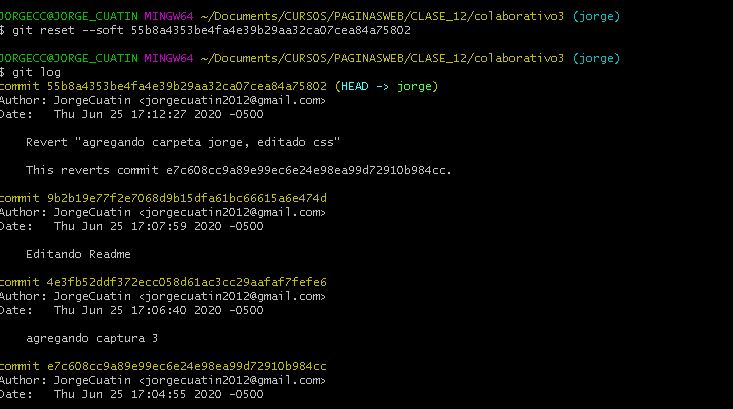 JORGECC@JORGE_CUATIN MINGW64 ~/Documents/CURSOS/PAGINASWEB/CLASE_12/colaborativo3 (jorge)
$ git reset --soft 55b8a4353be4fa4e39b29aa32ca07cea84a75802
JORGECC@JORGE_CUATIN MINGW64 ~/Documents/CURSOS/PAGINASWEB/CLASE_12/colaborativo3 (jorge)
$ git log
commit 55b8a4353be4fa4e39b29aa32ca07cea84a75802 (HEAD -> jorge)
Author: JorgeCuatin <jorgecuatin2012@gmail.com>
Date:   Thu Jun 25 17:12:27 2020 -0500
Revert "agregando carpeta jorge, editado css"
This reverts commit e7c608cc9a89e99ec6e24e98ea99d72910b984cc.
commit 9b2b19e77f2e7068d9b15dfa61bc66615a6e474d
Author: JorgeCuatin <jorgecuatin2012@gmail.com>
Date:   Thu Jun 25 17:07:59 2020 -0500
Editando Readme
commit 4e3fb52ddf372ecc058d61ac3cc29aafaf7fefe6
Author: JorgeCuatin <jorgecuatin2012@gmail.com>
Date:   Thu Jun 25 17:06:40 2020 -0500
agregando captura 3
commit e7c608cc9a89e99ec6e24e98ea99d72910b984cc
Author: JorgeCuatin <jorgecuatin2012@gmail.com>
Date:   Thu Jun 25 17:04:55 2020 -0500